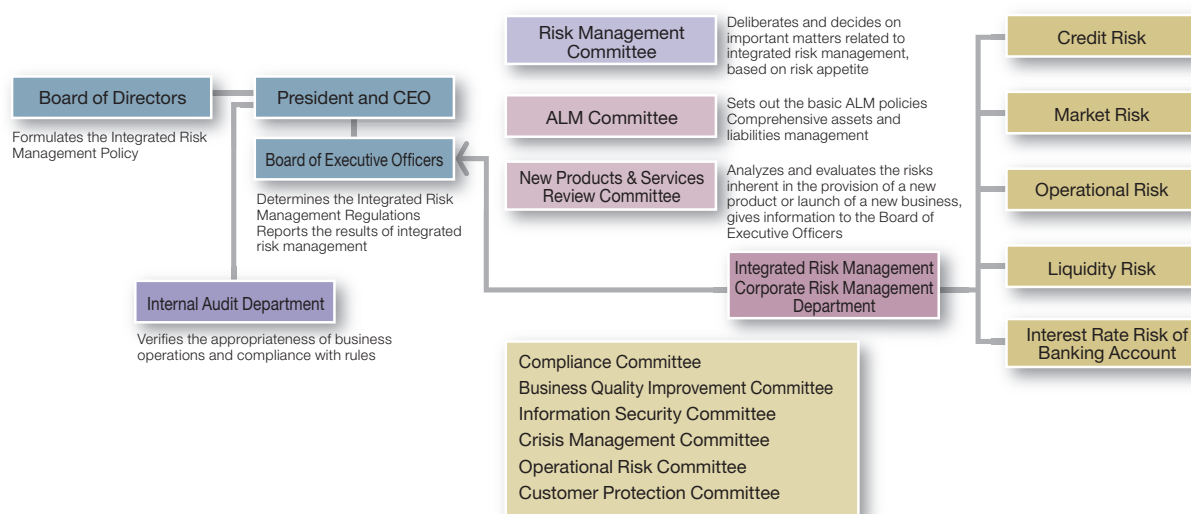 Board of Directors
Formulates the Integrated Risk
Management Policy
President and CEO
Board of Executive Officers
Determines the Integrated Risk
Management Regulations
Reports the results of integrated
risk management
Internal Audit Department
Verifies the appropriateness of business
operations and compliance with rules
Risk Management
Committee
Deliberates and decides on
important matters related to
integrated risk management,
based on risk appetite
ALM Committee
Sets out the basic ALM policies
Comprehensive assets and
liabilities management
New Products & Services
Review Committee
Analyzes and evaluates the risks
inherent in the provision of a new
product or launch of a new business,
gives information to the Board of
Executive Officers
Integrated Risk Management
Corporate Risk Management
Department
Compliance Committee
Business Quality Improvement Committee
Information Security Committee
Crisis Management Committee
Operational Risk Committee
Customer Protection Committee
Credit Risk
Market Risk
Operational Risk
Liquidity Risk
Interest Rate Risk of
Banking Account